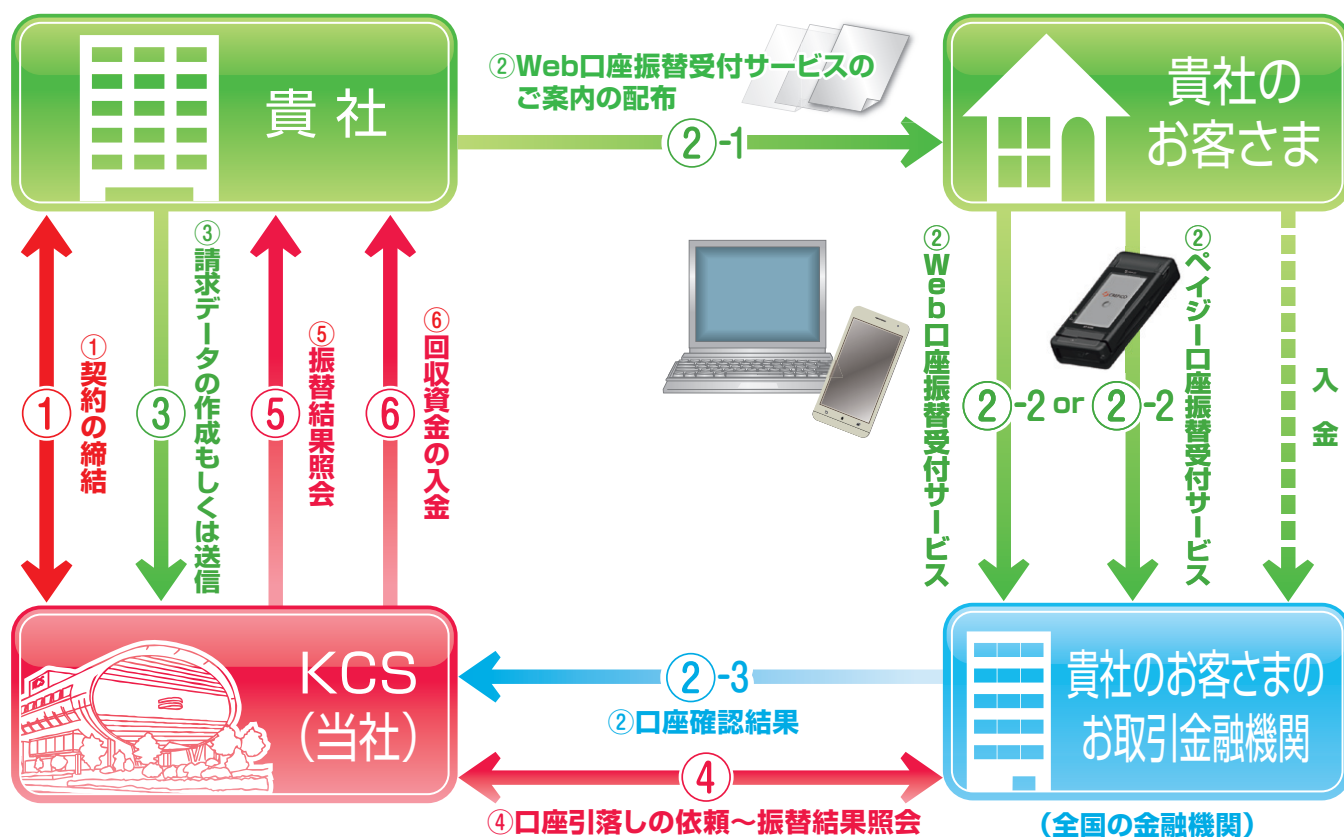 貴社
②Web口座振替受付サービスの
ご案内の配布
②-1
貴社の
お客さま
①
①契約の締結
③
③請求データの作成もしくは送信
⑤
⑤振替結果照会
⑥
⑥回収資金の入金
②Web口座振替受付サービス
②-2 or ②-2
②ペイジー口座振替受付サービス
入金
KCS
(当社)
②-3
②口座確認結果
④
④口座引落しの依頼～振替結果照会
貴社のお客さまの
お取引金融機関
(全国の金融機関)